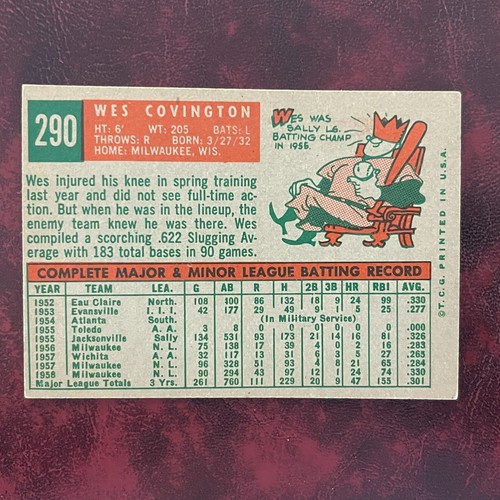 290
WES COVINGTON
HT: 6' WT: 205 BATS: L
THROWS: R BORN: 3/27/32
HOME: MILWAUKEE, WIS.
WES WAS
SALLY LG.
BATTING CHAMP
IN 1955.
Wes injured his knee in spring training
last year and did not see full-time ac-
tion. But when he was in the lineup, the
enemy team knew he was there. Wes
compiled a scorching .622 Slugging Av-
erage with 183 total bases in 90 games.
COMPLETE MAJOR & MINOR LEAGUE BATTING RECORD
YEAR TEAM LEA. G AB R H 2B 3B HR RBI AVG.
1952 Eau Claire North. 108 400 86 132 18 9 24 99 .330
1953 Evansville I. I. I. 42 177 29 49 9 1 5 25 .277
1954 Atlanta South. (In Military Service)
1955 Toledo A. A. 3 8 0 0 0 0 0 0 .000
1955 Jacksonville Sally 134 531 93 173 21 14 16 81 .326
1956 Milwaukee N. L. 75 138 17 39 4 0 2 16 .283
1957 Wichita A. A. 32 117 13 31 6 3 5 26 .265
1957 Milwaukee N. L. 96 328 51 93 4 8 21 65 .284
1958 Milwaukee N. L. 90 294 43 97 12 1 24 74 .330
Major League Totals 3 Yrs. 261 760 111 229 20 9 47 155 .301
© T.C.G. PRINTED IN U.S.A.